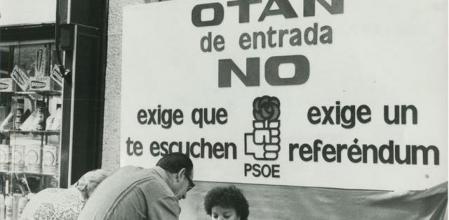 OTAN
de entrada
NO
exige que
te escuchen
PSOE
exige un
referéndum